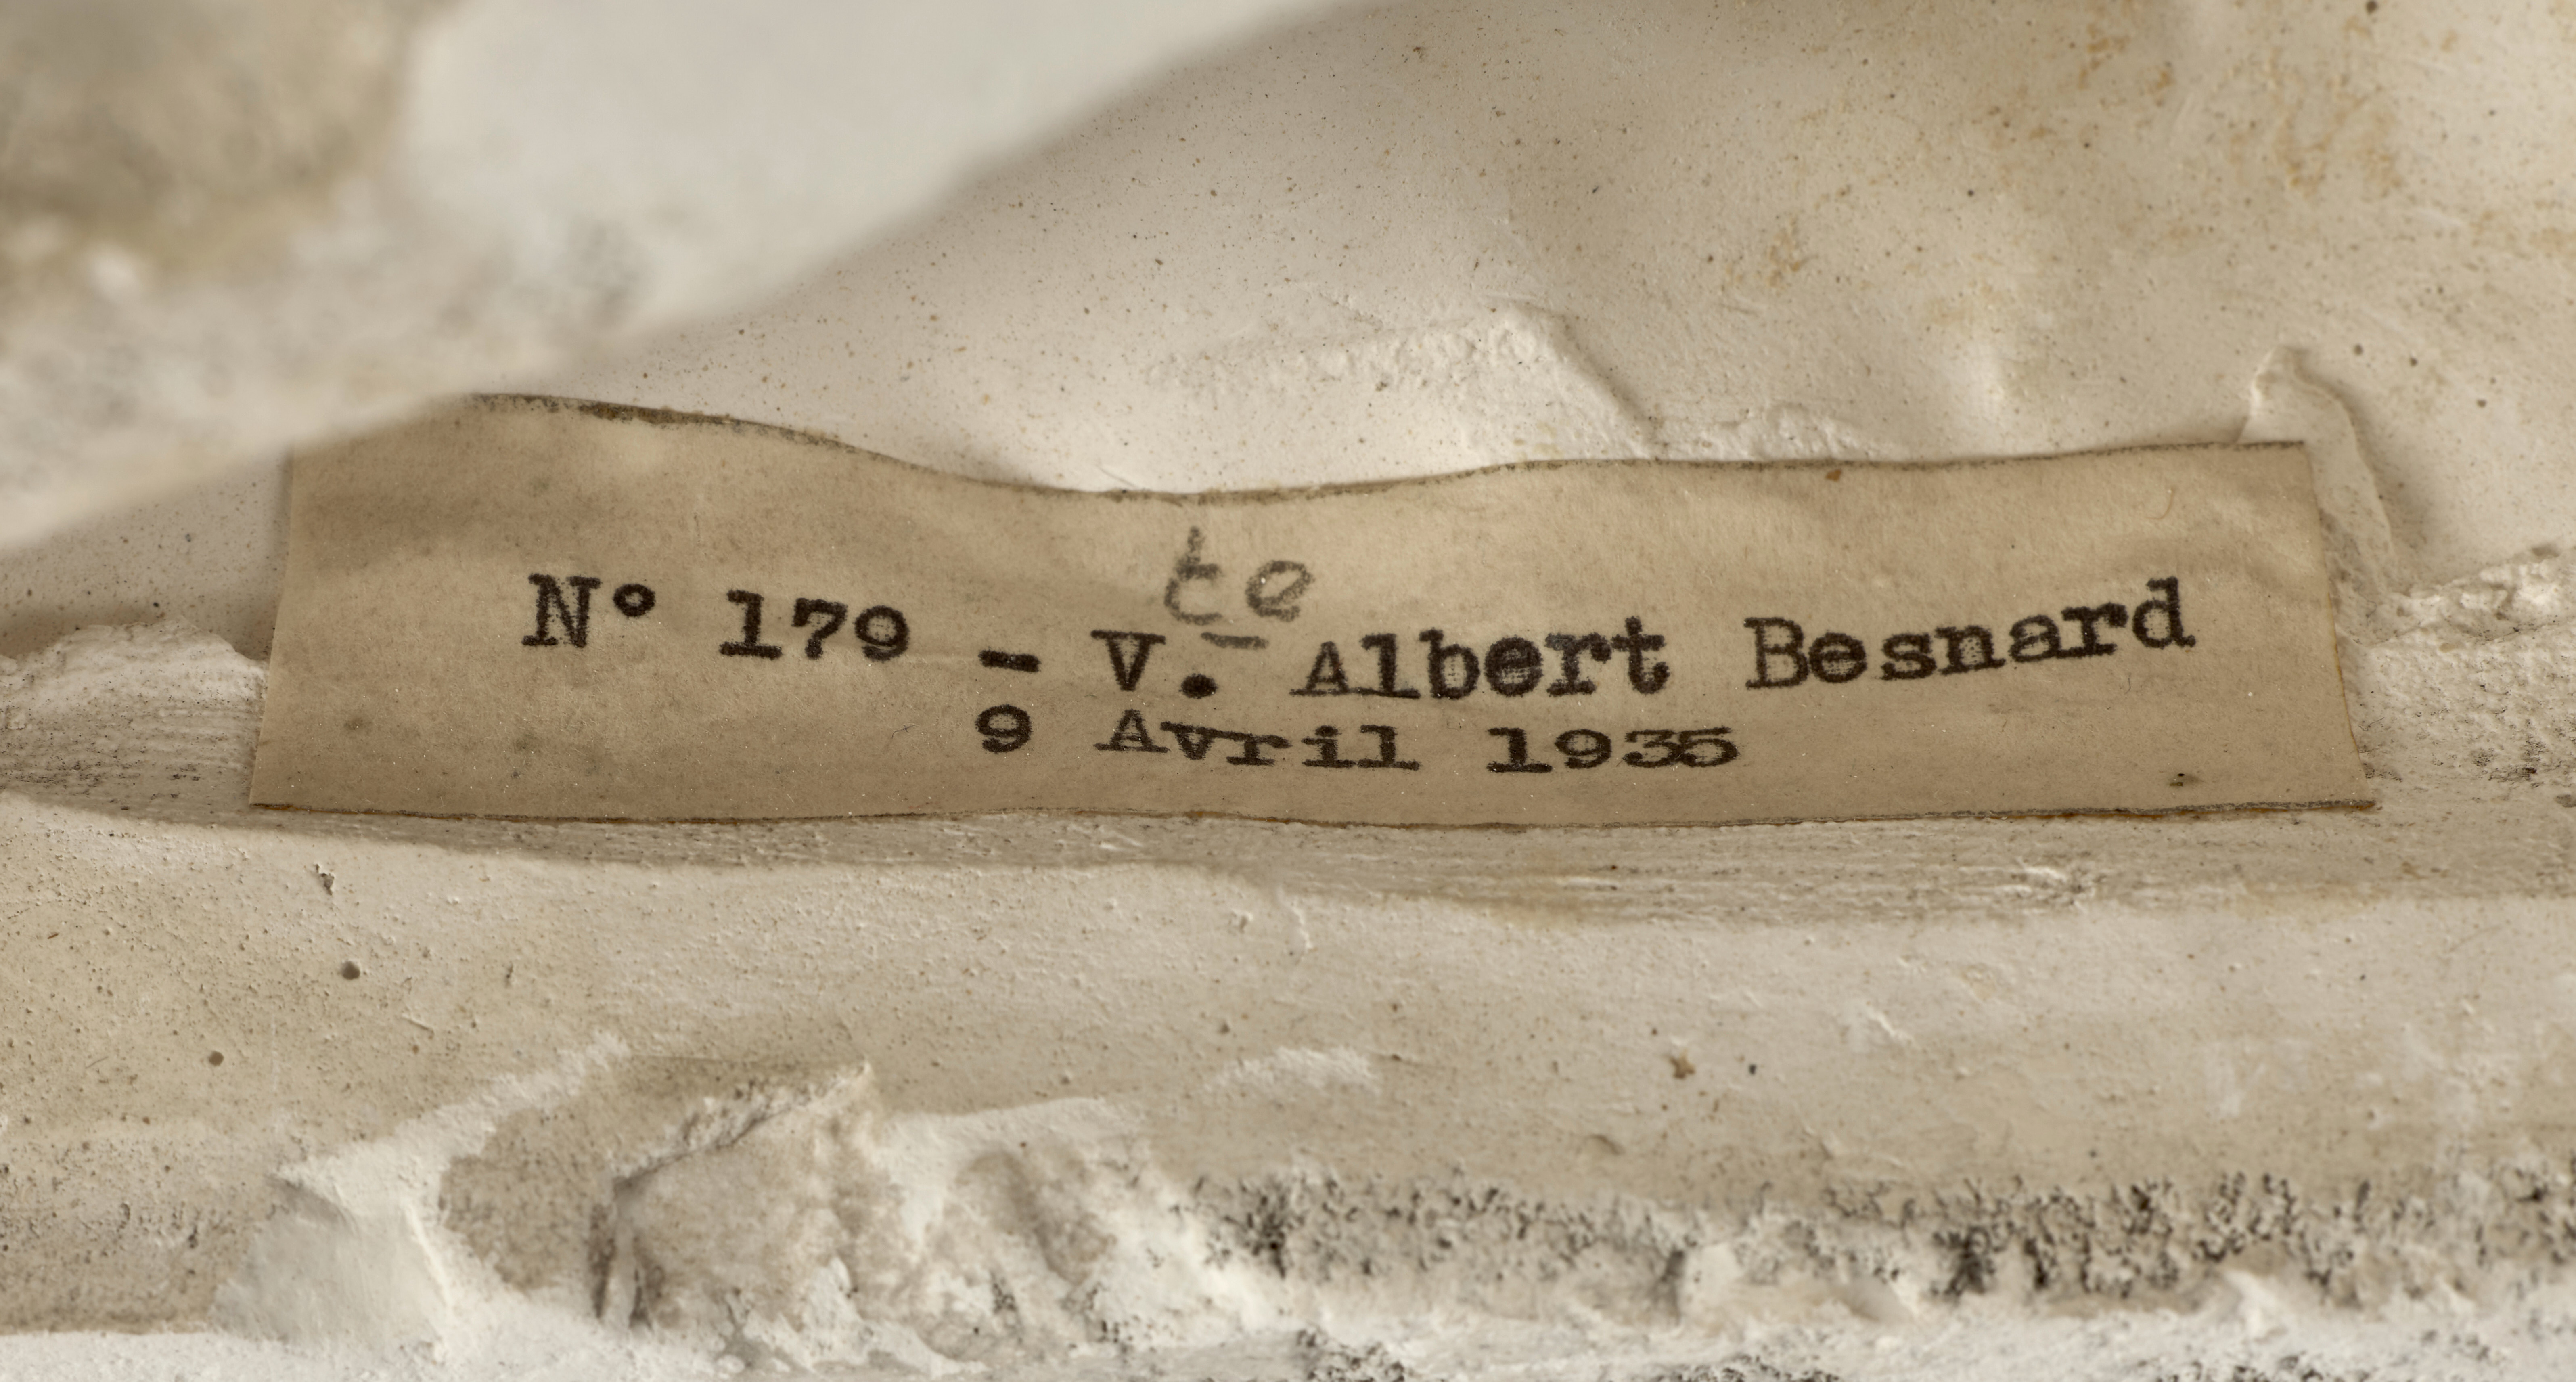 N° 179 - V.te Albert Besnard
9 Avril 1935